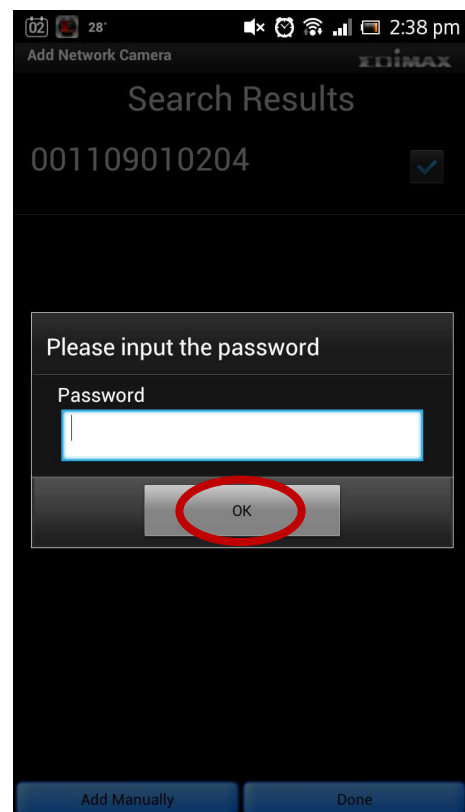 02 28° 2:38 pm
Add Network Camera EDIMAX
Search Results
001109010204
Please input the password
Password
OK
Add Manually Done